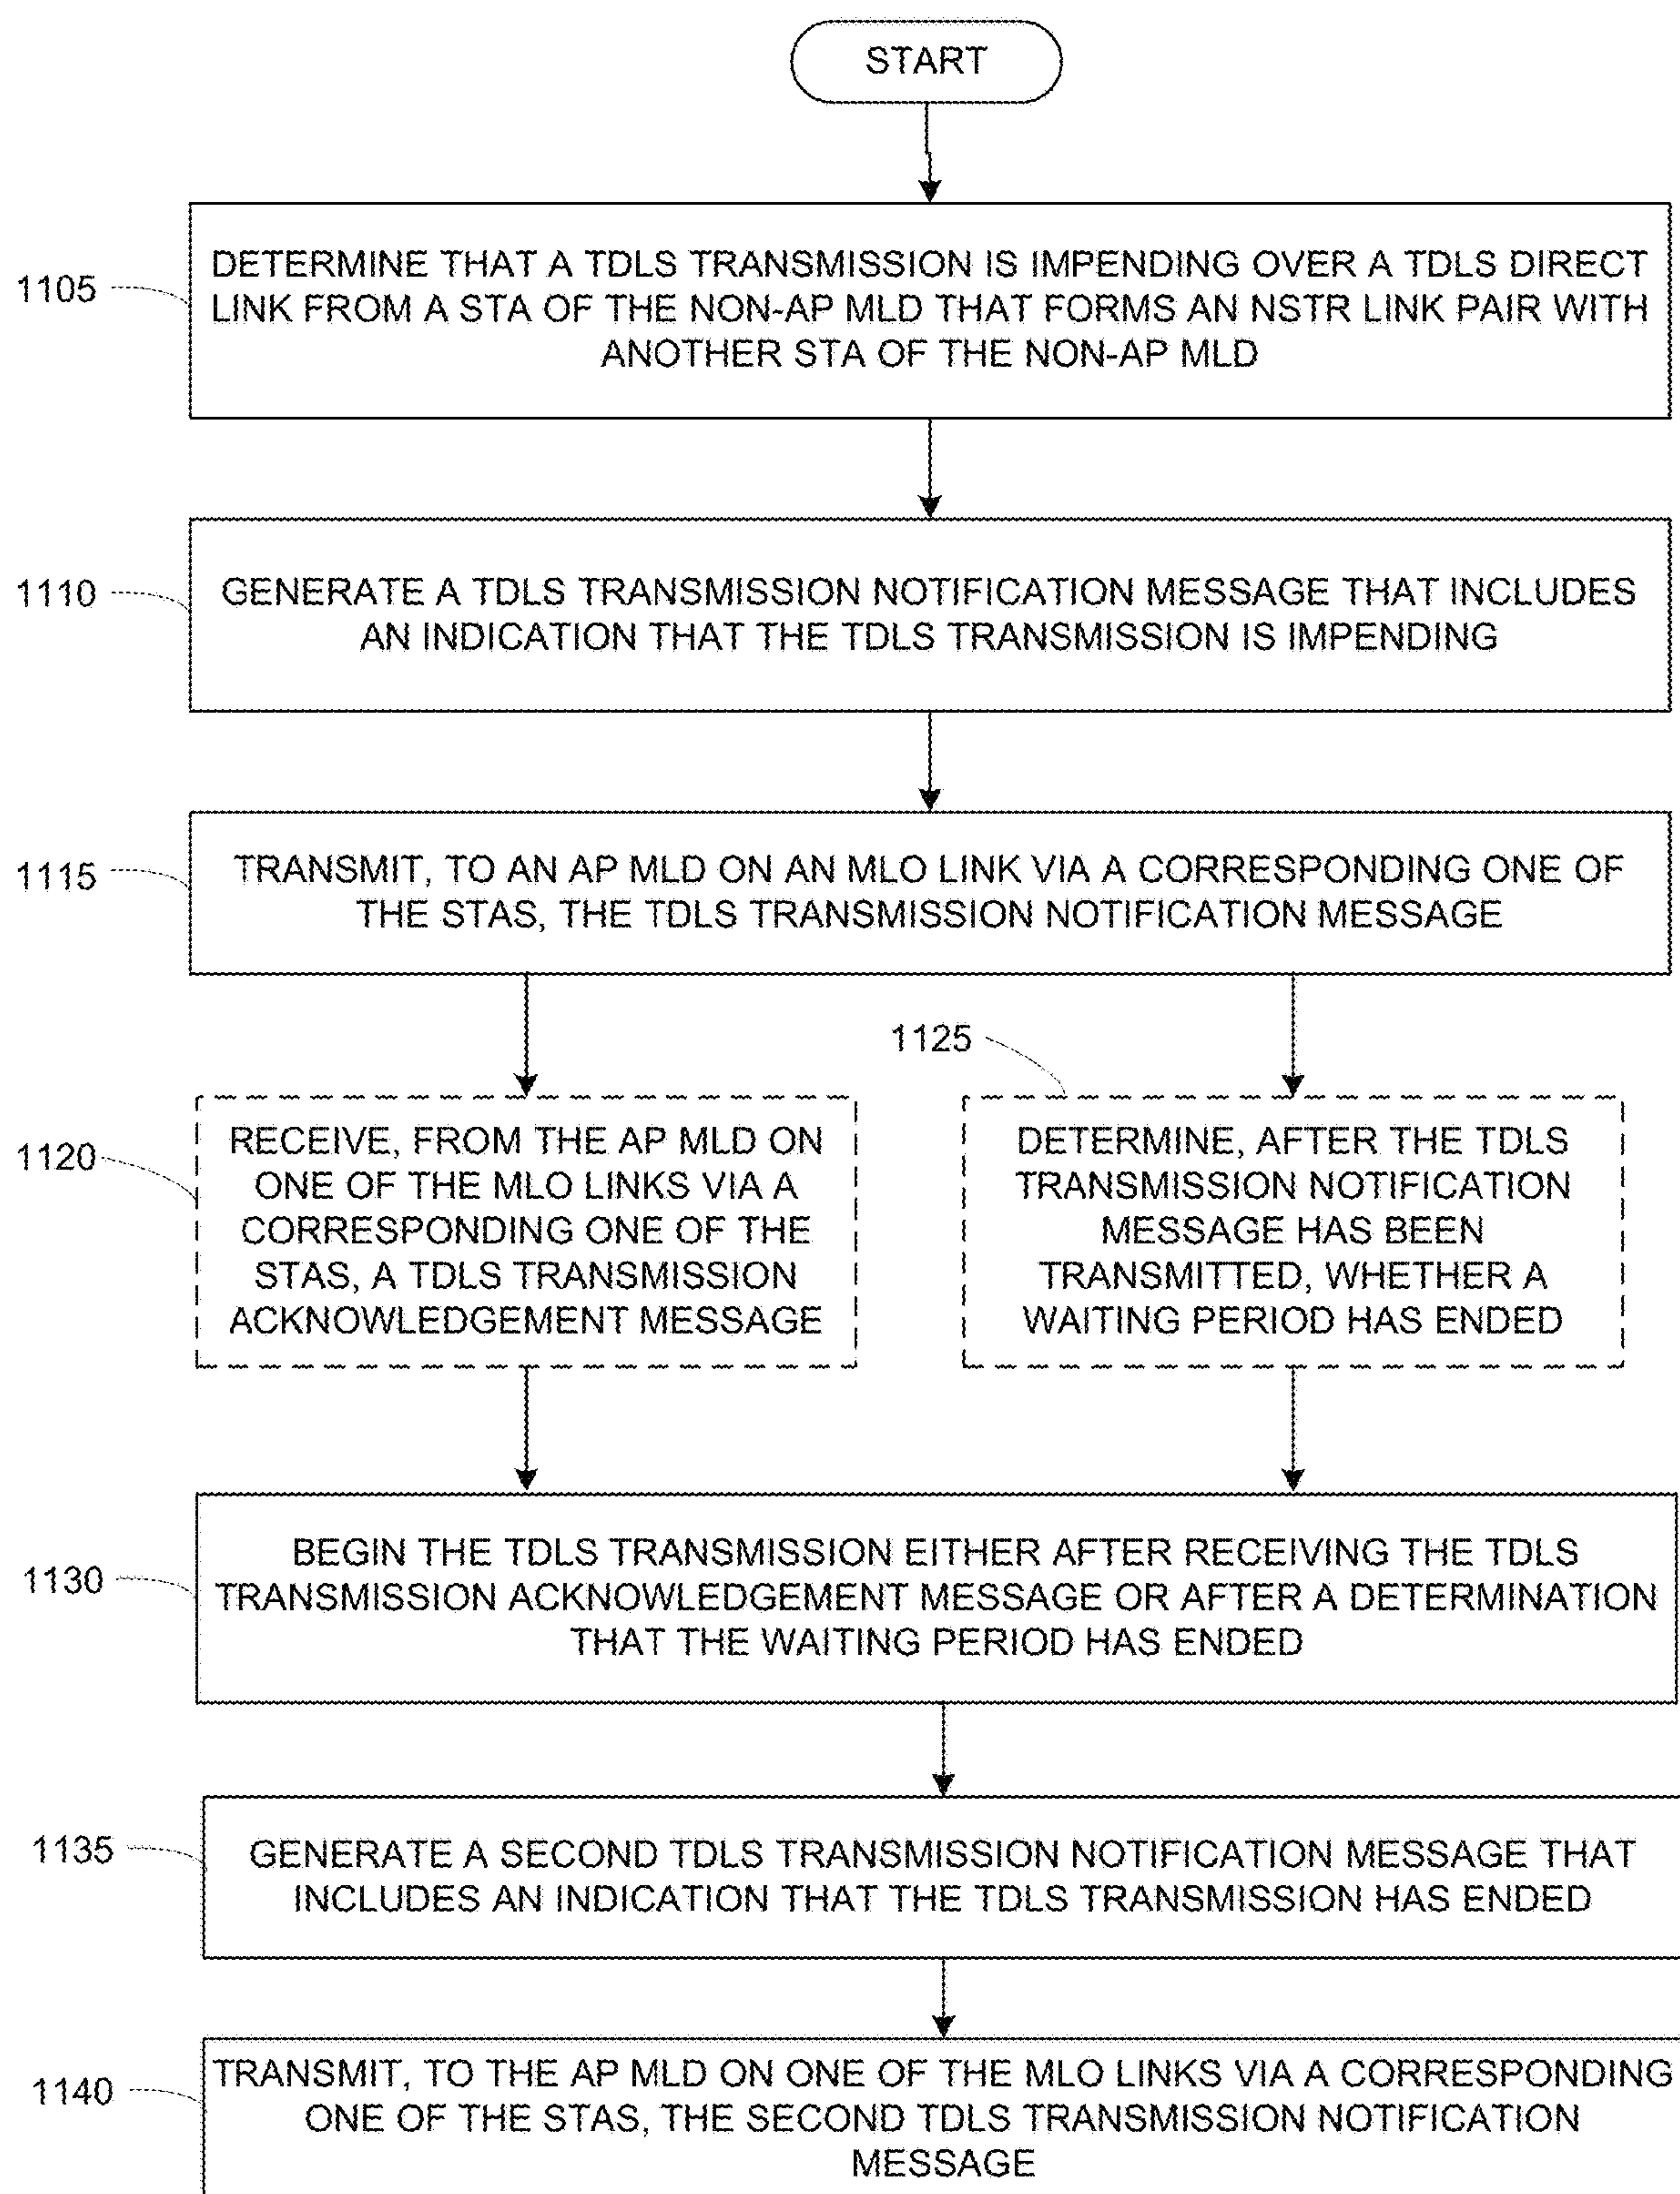 START
1105
DETERMINE THAT A TDLS TRANSMISSION IS IMPENDING OVER A TDLS DIRECT
LINK FROM A STA OF THE NON-AP MLD THAT FORMS AN NSTR LINK PAIR WITH
ANOTHER STA OF THE NON-AP MLD
1110
GENERATE A TDLS TRANSMISSION NOTIFICATION MESSAGE THAT INCLUDES
AN INDICATION THAT THE TDLS TRANSMISSION IS IMPENDING
1115
TRANSMIT, TO AN AP MLD ON AN MLO LINK VIA A CORRESPONDING ONE OF
THE STAS, THE TDLS TRANSMISSION NOTIFICATION MESSAGE
1120
RECEIVE, FROM THE AP MLD ON
ONE OF THE MLO LINKS VIA A
CORRESPONDING ONE OF THE
STAS, A TDLS TRANSMISSION
ACKNOWLEDGEMENT MESSAGE
1125
DETERMINE, AFTER THE TDLS
TRANSMISSION NOTIFICATION
MESSAGE HAS BEEN
TRANSMITTED, WHETHER A
WAITING PERIOD HAS ENDED
1130
BEGIN THE TDLS TRANSMISSION EITHER AFTER RECEIVING THE TDLS
TRANSMISSION ACKNOWLEDGEMENT MESSAGE OR AFTER A DETERMINATION
THAT THE WAITING PERIOD HAS ENDED
1135
GENERATE A SECOND TDLS TRANSMISSION NOTIFICATION MESSAGE THAT
INCLUDES AN INDICATION THAT THE TDLS TRANSMISSION HAS ENDED
1140
TRANSMIT, TO THE AP MLD ON ONE OF THE MLO LINKS VIA A CORRESPONDING
ONE OF THE STAS, THE SECOND TDLS TRANSMISSION NOTIFICATION
MESSAGE